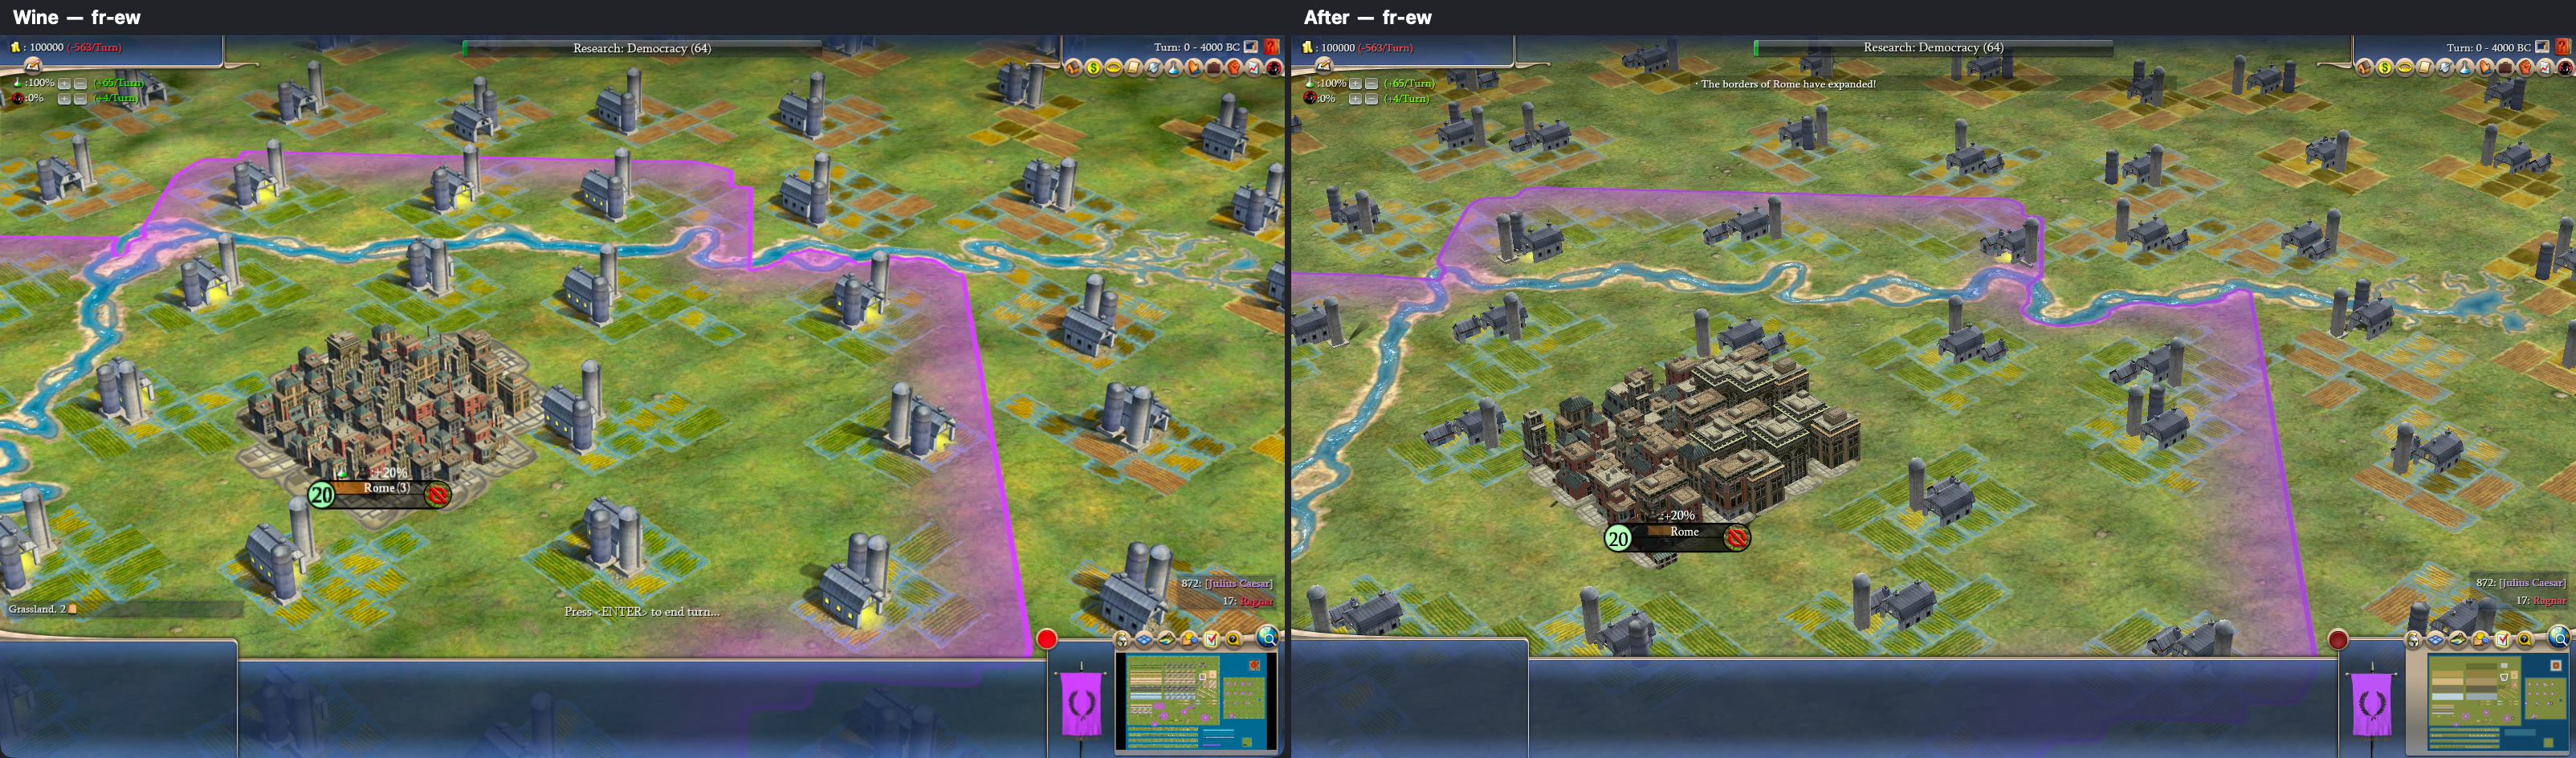 Wine — fr-ew
: 100000 (-563/Turn)
Research: Democracy (64)
Turn: 0 - 4000 BC
:100% (+65/Turn)
:0% (+4/Turn)
+20%
20 Rome (3)
872: [Julius Caesar]
17: Ragnar
Grassland, 2
Press <ENTER> to end turn...
After — fr-ew
: 100000 (-563/Turn)
Research: Democracy (64)
Turn: 0 - 4000 BC
:100% (+65/Turn)
:0% (+4/Turn)
· The borders of Rome have expanded!
:+20%
20 Rome
872: [Julius Caesar]
17: Ragnar